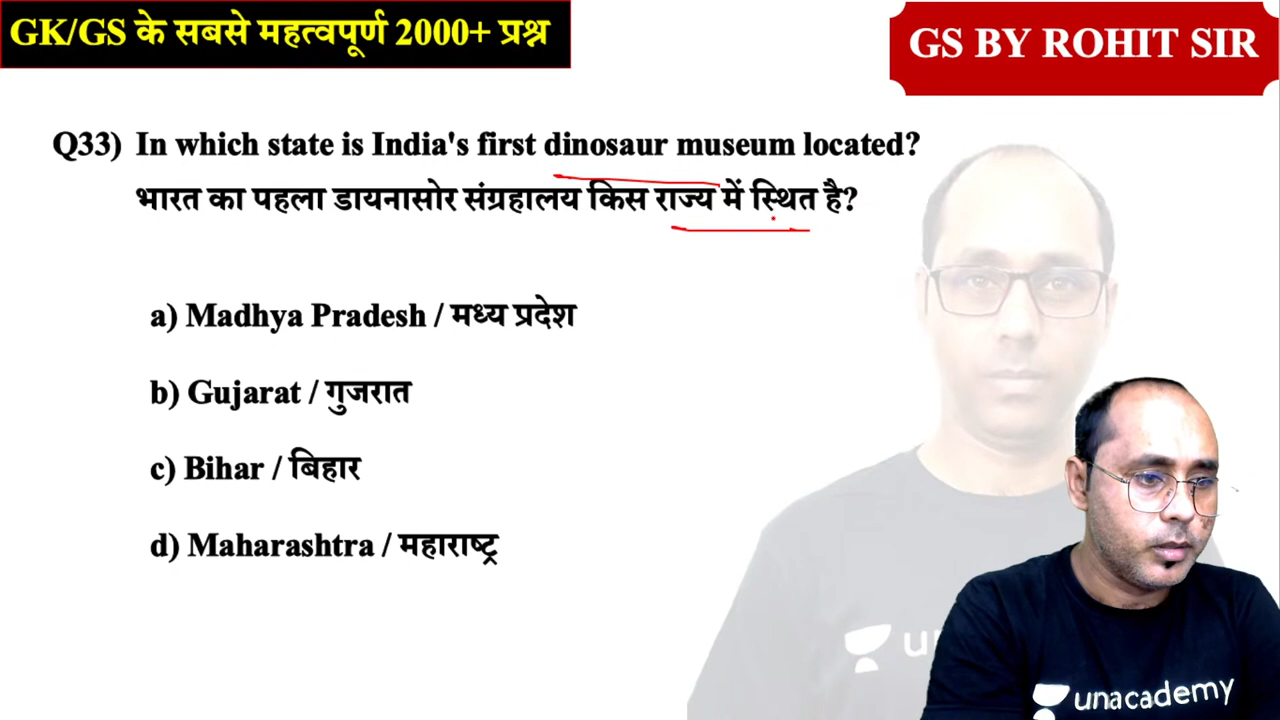 GK/GS के सबसे महत्वपूर्ण 2000+ प्रश्न
GS BY ROHIT SIR
Q33) In which state is India's first dinosaur museum located?
भारत का पहला डायनासोर संग्रहालय किस राज्य में स्थित है?
a) Madhya Pradesh / मध्य प्रदेश
b) Gujarat / गुजरात
c) Bihar / बिहार
d) Maharashtra / महाराष्ट्र
unacademy